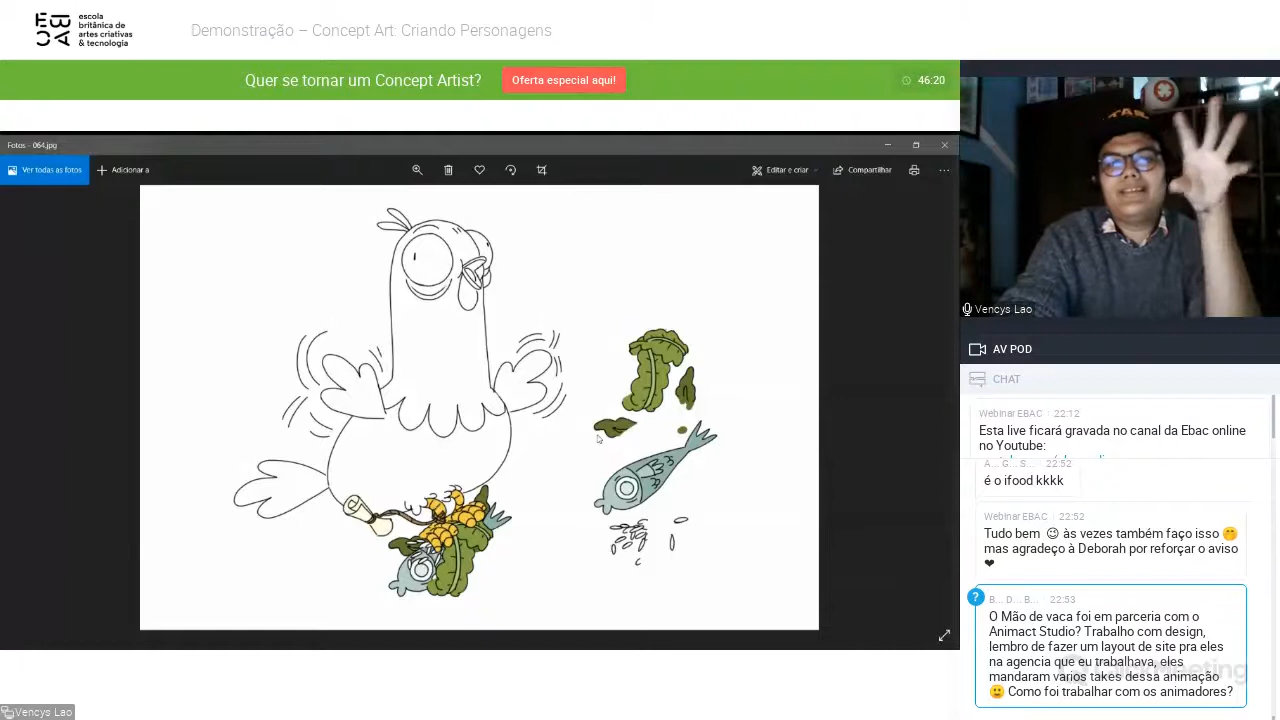 escola
britânica de
artes criativas
& tecnologia
Demonstração – Concept Art: Criando Personagens
Quer se tornar um Concept Artist?
Oferta especial aqui!
46:20
Fotos - 064.jpg
Ver todas as fotos
Adicionar a
Editar e criar
Compartilhar
Vencys Lao
AV POD
CHAT
Webinar EBAC 22:12
Esta live ficará gravada no canal da Ebac online
no Youtube:
A... G... S... 22:52
é o ifood kkkk
Webinar EBAC 22:52
Tudo bem 😉 às vezes também faço isso 🤭
mas agradeço à Deborah por reforçar o aviso
❤
? B... D... B... 22:53
O Mão de vaca foi em parceria com o
Animact Studio? Trabalho com design,
lembro de fazer um layout de site pra eles
na agencia que eu trabalhava, eles
mandaram varios takes dessa animação
🙂 Como foi trabalhar com os animadores?
Vencys Lao